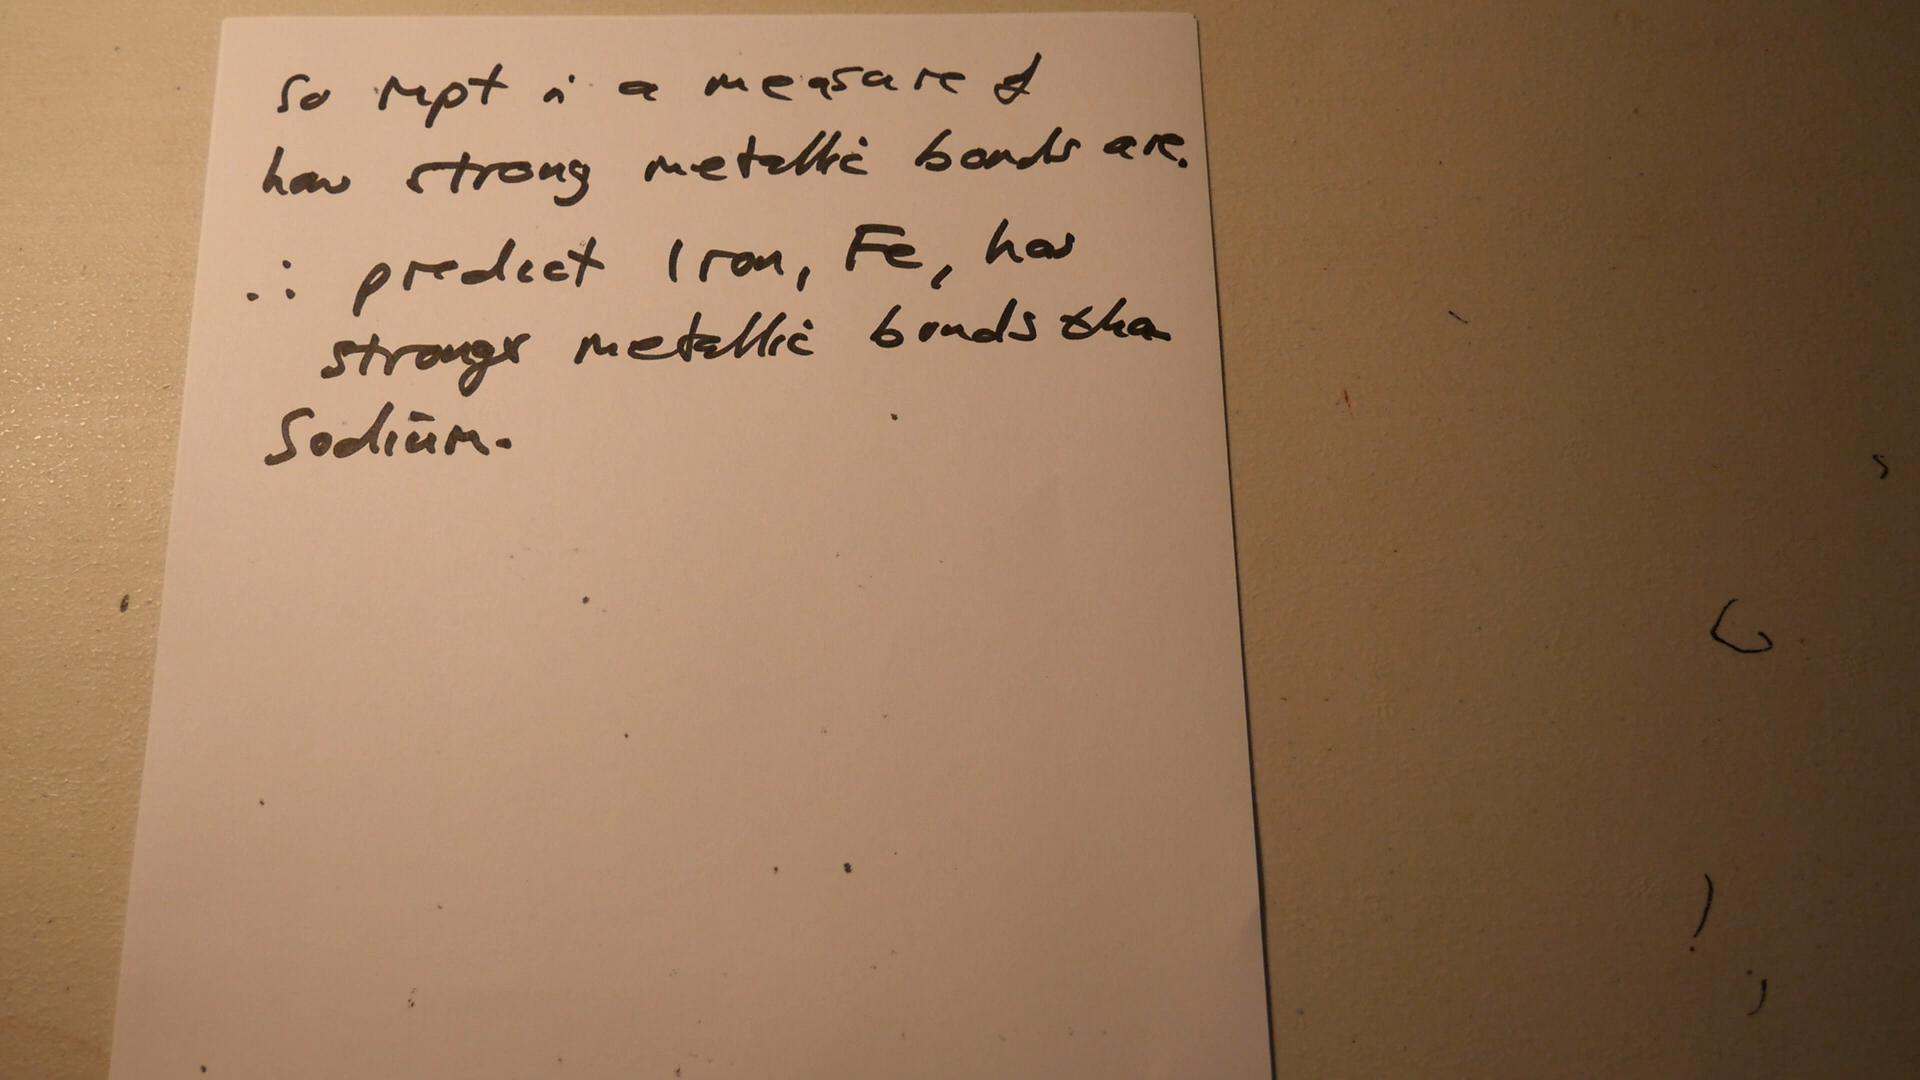 So mpt is a measure of
how strong metallic bonds are.
∴ predict Iron, Fe, has
stronger metallic bonds than
Sodium.